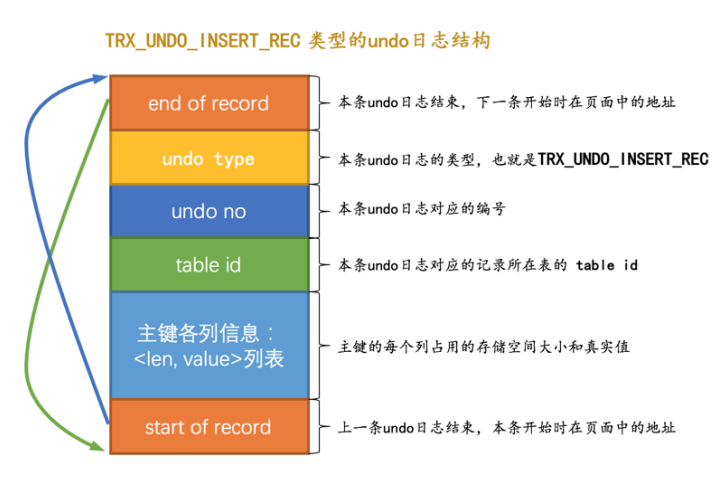 TRX_UNDO_INSERT_REC 类型的undo日志结构
end of record
本条undo日志结束，下一条开始时在页面中的地址
undo type
本条undo日志的类型，也就是TRX_UNDO_INSERT_REC
undo no
本条undo日志对应的编号
table id
本条undo日志对应的记录所在表的 table id
主键各列信息：
<len, value>列表
主键的每个列占用的存储空间大小和真实值
start of record
上一条undo日志结束，本条开始时在页面中的地址